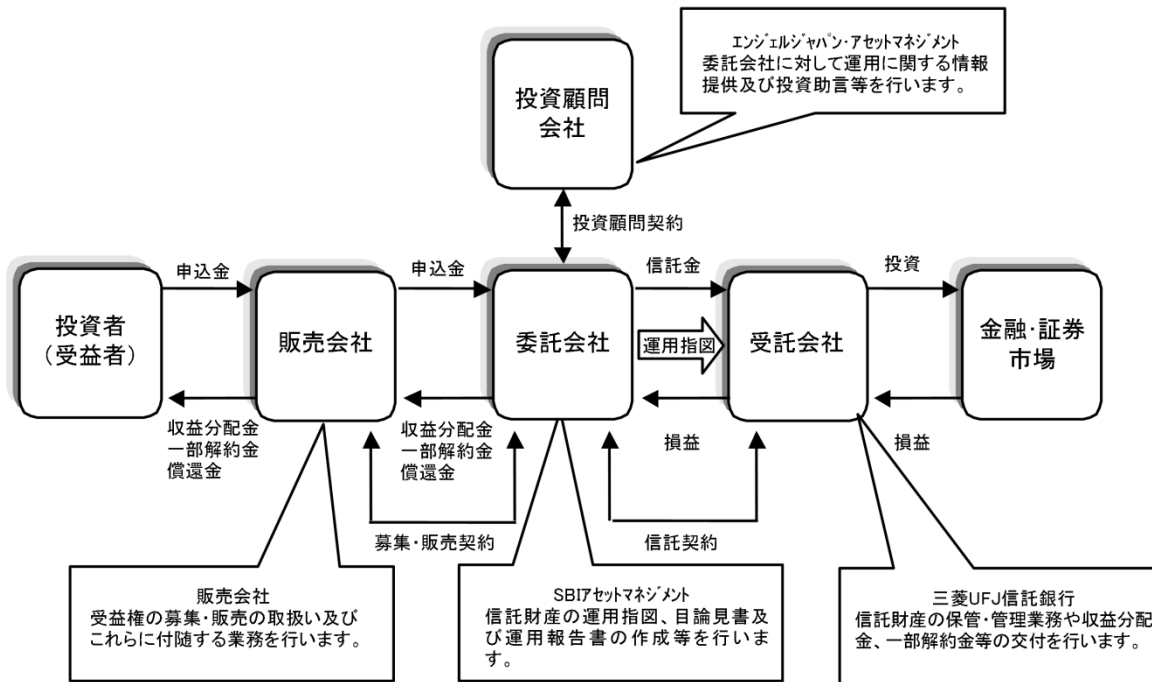 エンジェルジャパン・アセットマネジメント
委託会社に対して運用に関する情報
提供及び投資助言等を行います。
投資顧問
会社
投資顧問契約
申込金
申込金
信託金
投資
投資者
（受益者）
販売会社
委託会社
運用指図
受託会社
金融・証券
市場
収益分配金
一部解約金
償還金
収益分配金
一部解約金
償還金
損益
損益
募集・販売契約
信託契約
販売会社
受益権の募集・販売の取扱い及び
これらに付随する業務を行います。
SBIアセットマネジメント
信託財産の運用指図、目論見書及
び運用報告書の作成等を行いま
す。
三菱UFJ信託銀行
信託財産の保管・管理業務や収益分配
金、一部解約金等の交付を行います。